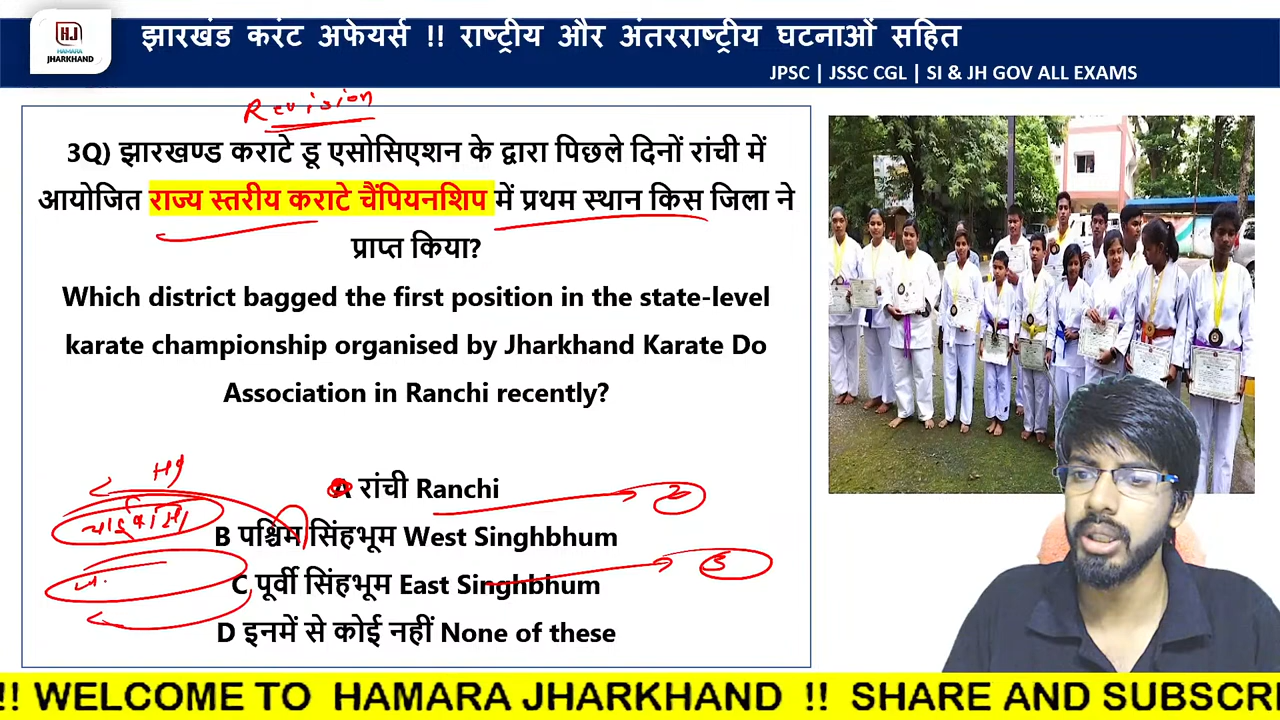 HJ
HAMARA
JHARKHAND
झारखंड करंट अफेयर्स !! राष्ट्रीय और अंतरराष्ट्रीय घटनाओं सहित
JPSC | JSSC CGL | SI & JH GOV ALL EXAMS
Revision
3Q) झारखण्ड कराटे डू एसोसिएशन के द्वारा पिछले दिनों रांची में
आयोजित राज्य स्तरीय कराटे चैंपियनशिप में प्रथम स्थान किस जिला ने
प्राप्त किया?
Which district bagged the first position in the state-level
karate championship organised by Jharkhand Karate Do
Association in Ranchi recently?
A रांची Ranchi
2
B पश्चिम सिंहभूम West Singhbhum
चाईबासा
C पूर्वी सिंहभूम East Singhbhum
3
D इनमें से कोई नहीं None of these
!! WELCOME TO HAMARA JHARKHAND !! SHARE AND SUBSCRI